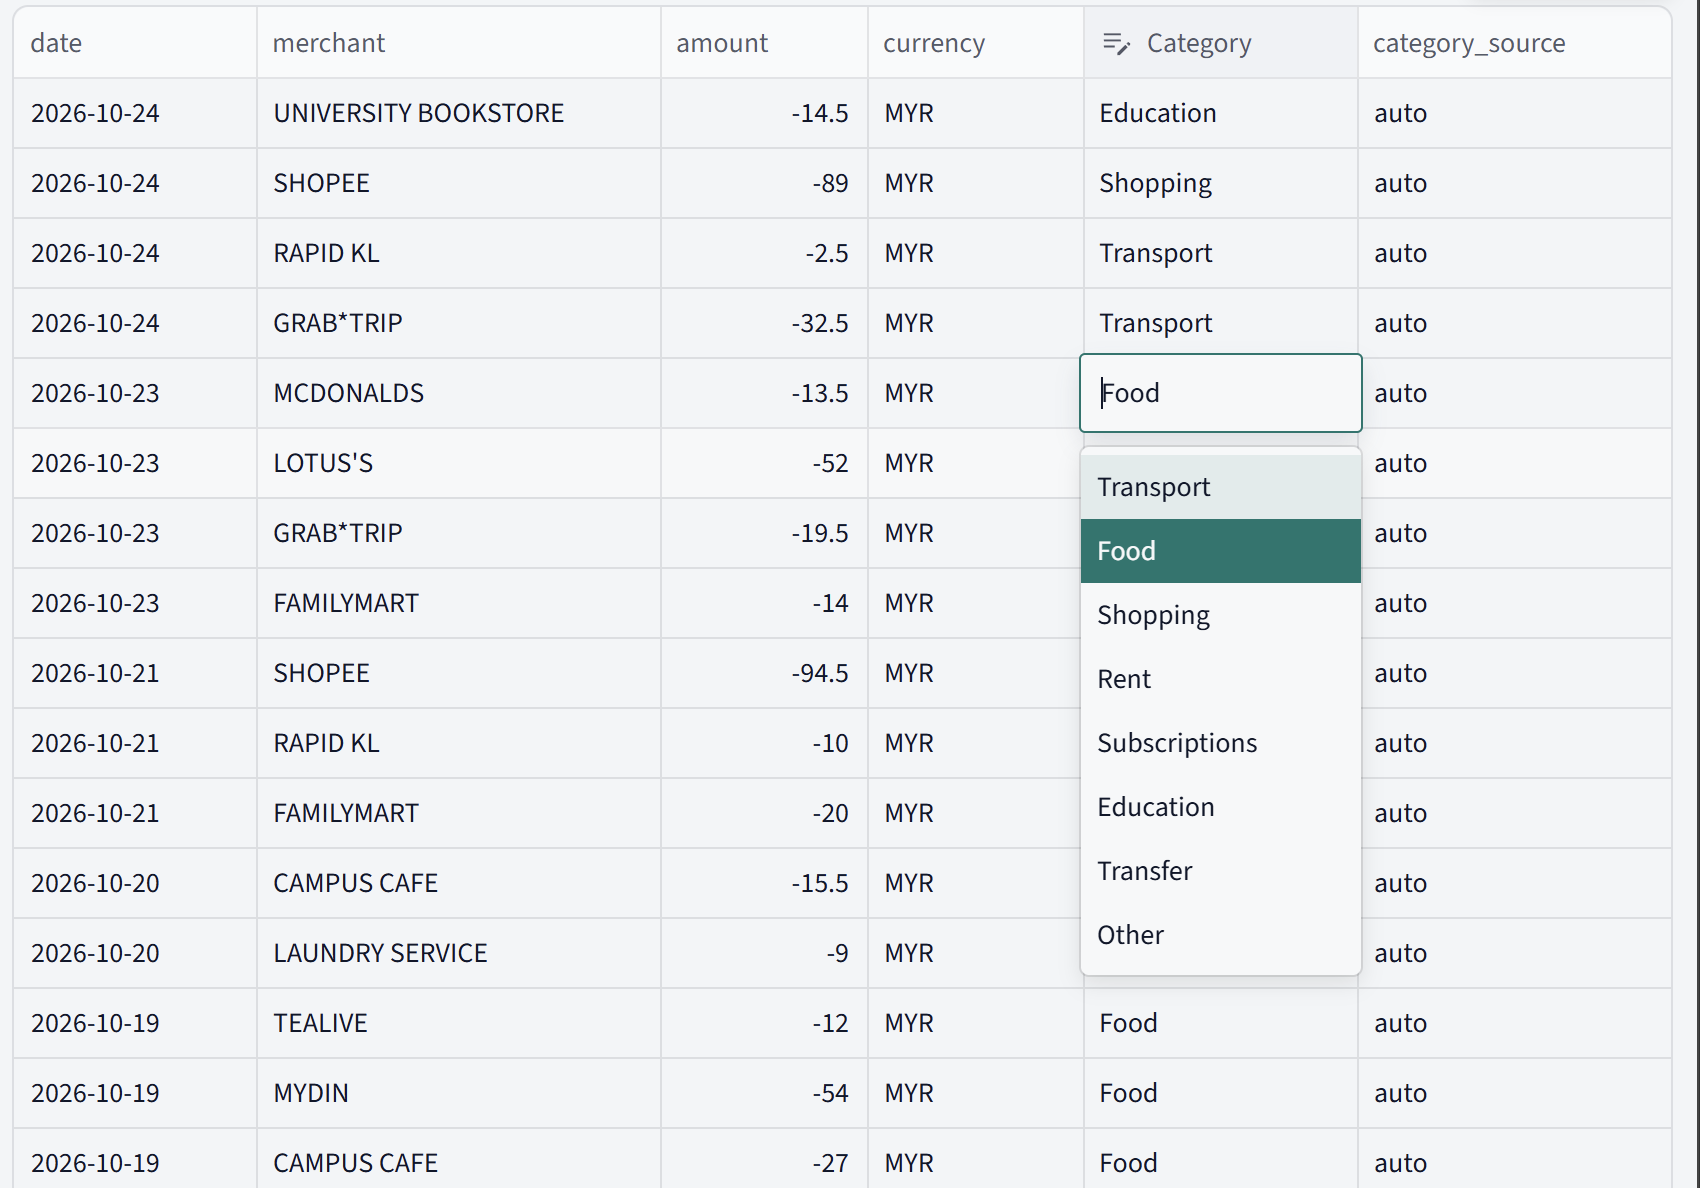 date merchant amount currency Category category_source
2026-10-24 UNIVERSITY BOOKSTORE -14.5 MYR Education auto
2026-10-24 SHOPEE -89 MYR Shopping auto
2026-10-24 RAPID KL -2.5 MYR Transport auto
2026-10-24 GRAB*TRIP -32.5 MYR Transport auto
2026-10-23 MCDONALDS -13.5 MYR Food auto
2026-10-23 LOTUS'S -52 MYR auto
Transport
2026-10-23 GRAB*TRIP -19.5 MYR auto
Food
2026-10-23 FAMILYMART -14 MYR auto
Shopping
2026-10-21 SHOPEE -94.5 MYR auto
Rent
2026-10-21 RAPID KL -10 MYR Subscriptions auto
2026-10-21 FAMILYMART -20 MYR auto
Education
2026-10-20 CAMPUS CAFE -15.5 MYR auto
Transfer
2026-10-20 LAUNDRY SERVICE -9 MYR auto
Other
2026-10-19 TEALIVE -12 MYR Food auto
2026-10-19 MYDIN -54 MYR Food auto
2026-10-19 CAMPUS CAFE -27 MYR Food auto